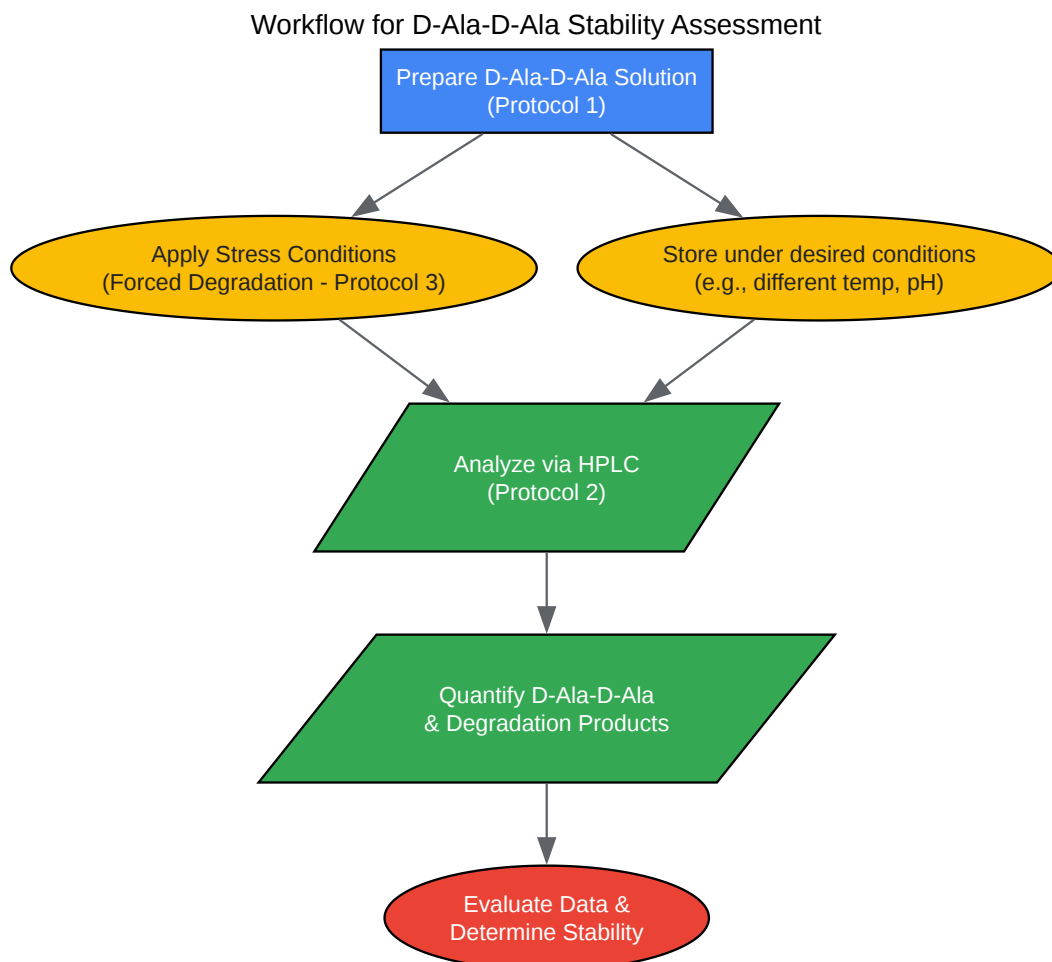 Workflow for D-Ala-D-Ala Stability Assessment
Prepare D-Ala-D-Ala Solution
(Protocol 1)
Apply Stress Conditions
(Forced Degradation - Protocol 3)
Store under desired conditions
(e.g., different temp, pH)
Analyze via HPLC
(Protocol 2)
Quantify D-Ala-D-Ala
& Degradation Products
Evaluate Data &
Determine Stability